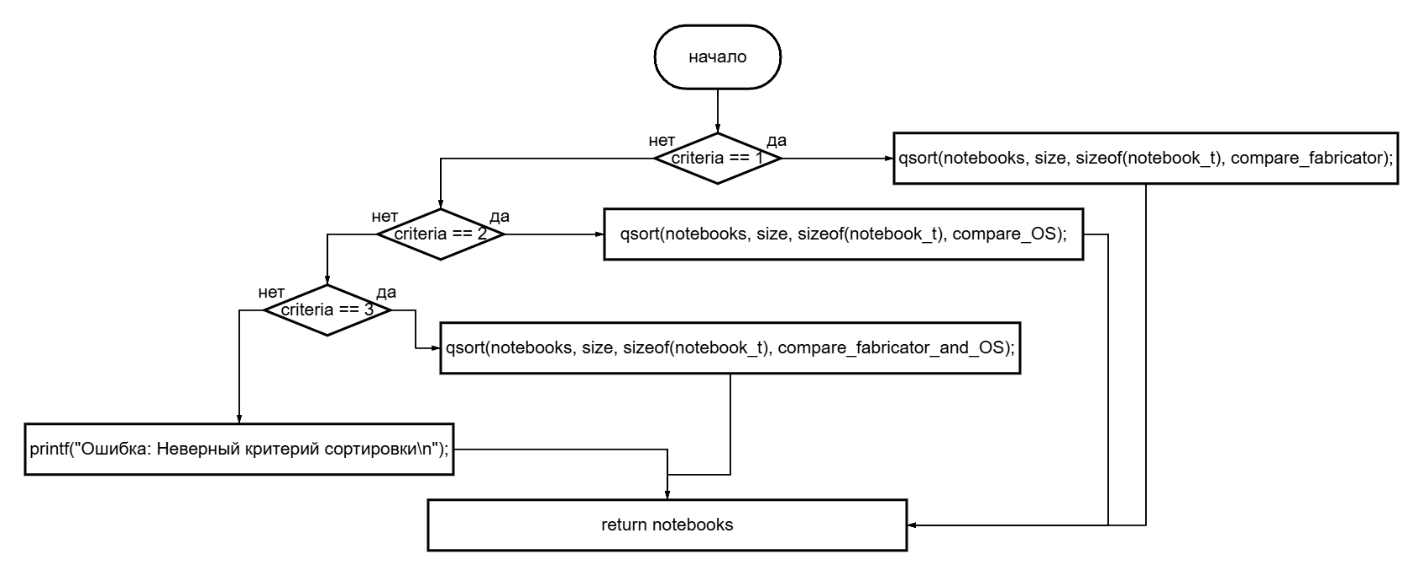 начало
нет
да
criteria == 1
qsort(notebooks, size, sizeof(notebook_t), compare_fabricator);
нет
да
criteria == 2
qsort(notebooks, size, sizeof(notebook_t), compare_OS);
нет
да
criteria == 3
qsort(notebooks, size, sizeof(notebook_t), compare_fabricator_and_OS);
printf("Ошибка: Неверный критерий сортировки\n");
return notebooks